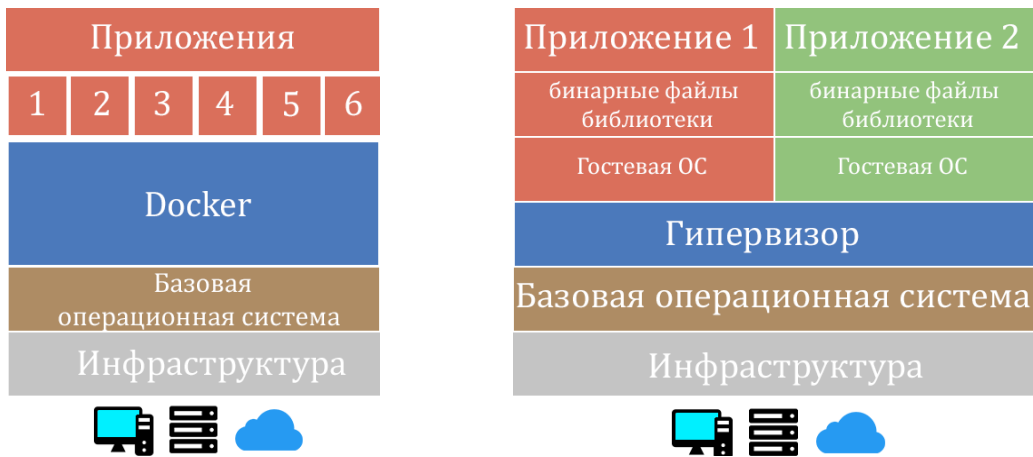 Приложения
1 2 3 4 5 6
Docker
Базовая
операционная система
Инфраструктура
Приложение 1
Приложение 2
бинарные файлы
библиотеки
бинарные файлы
библиотеки
Гостевая ОС
Гостевая ОС
Гипервизор
Базовая операционная система
Инфраструктура